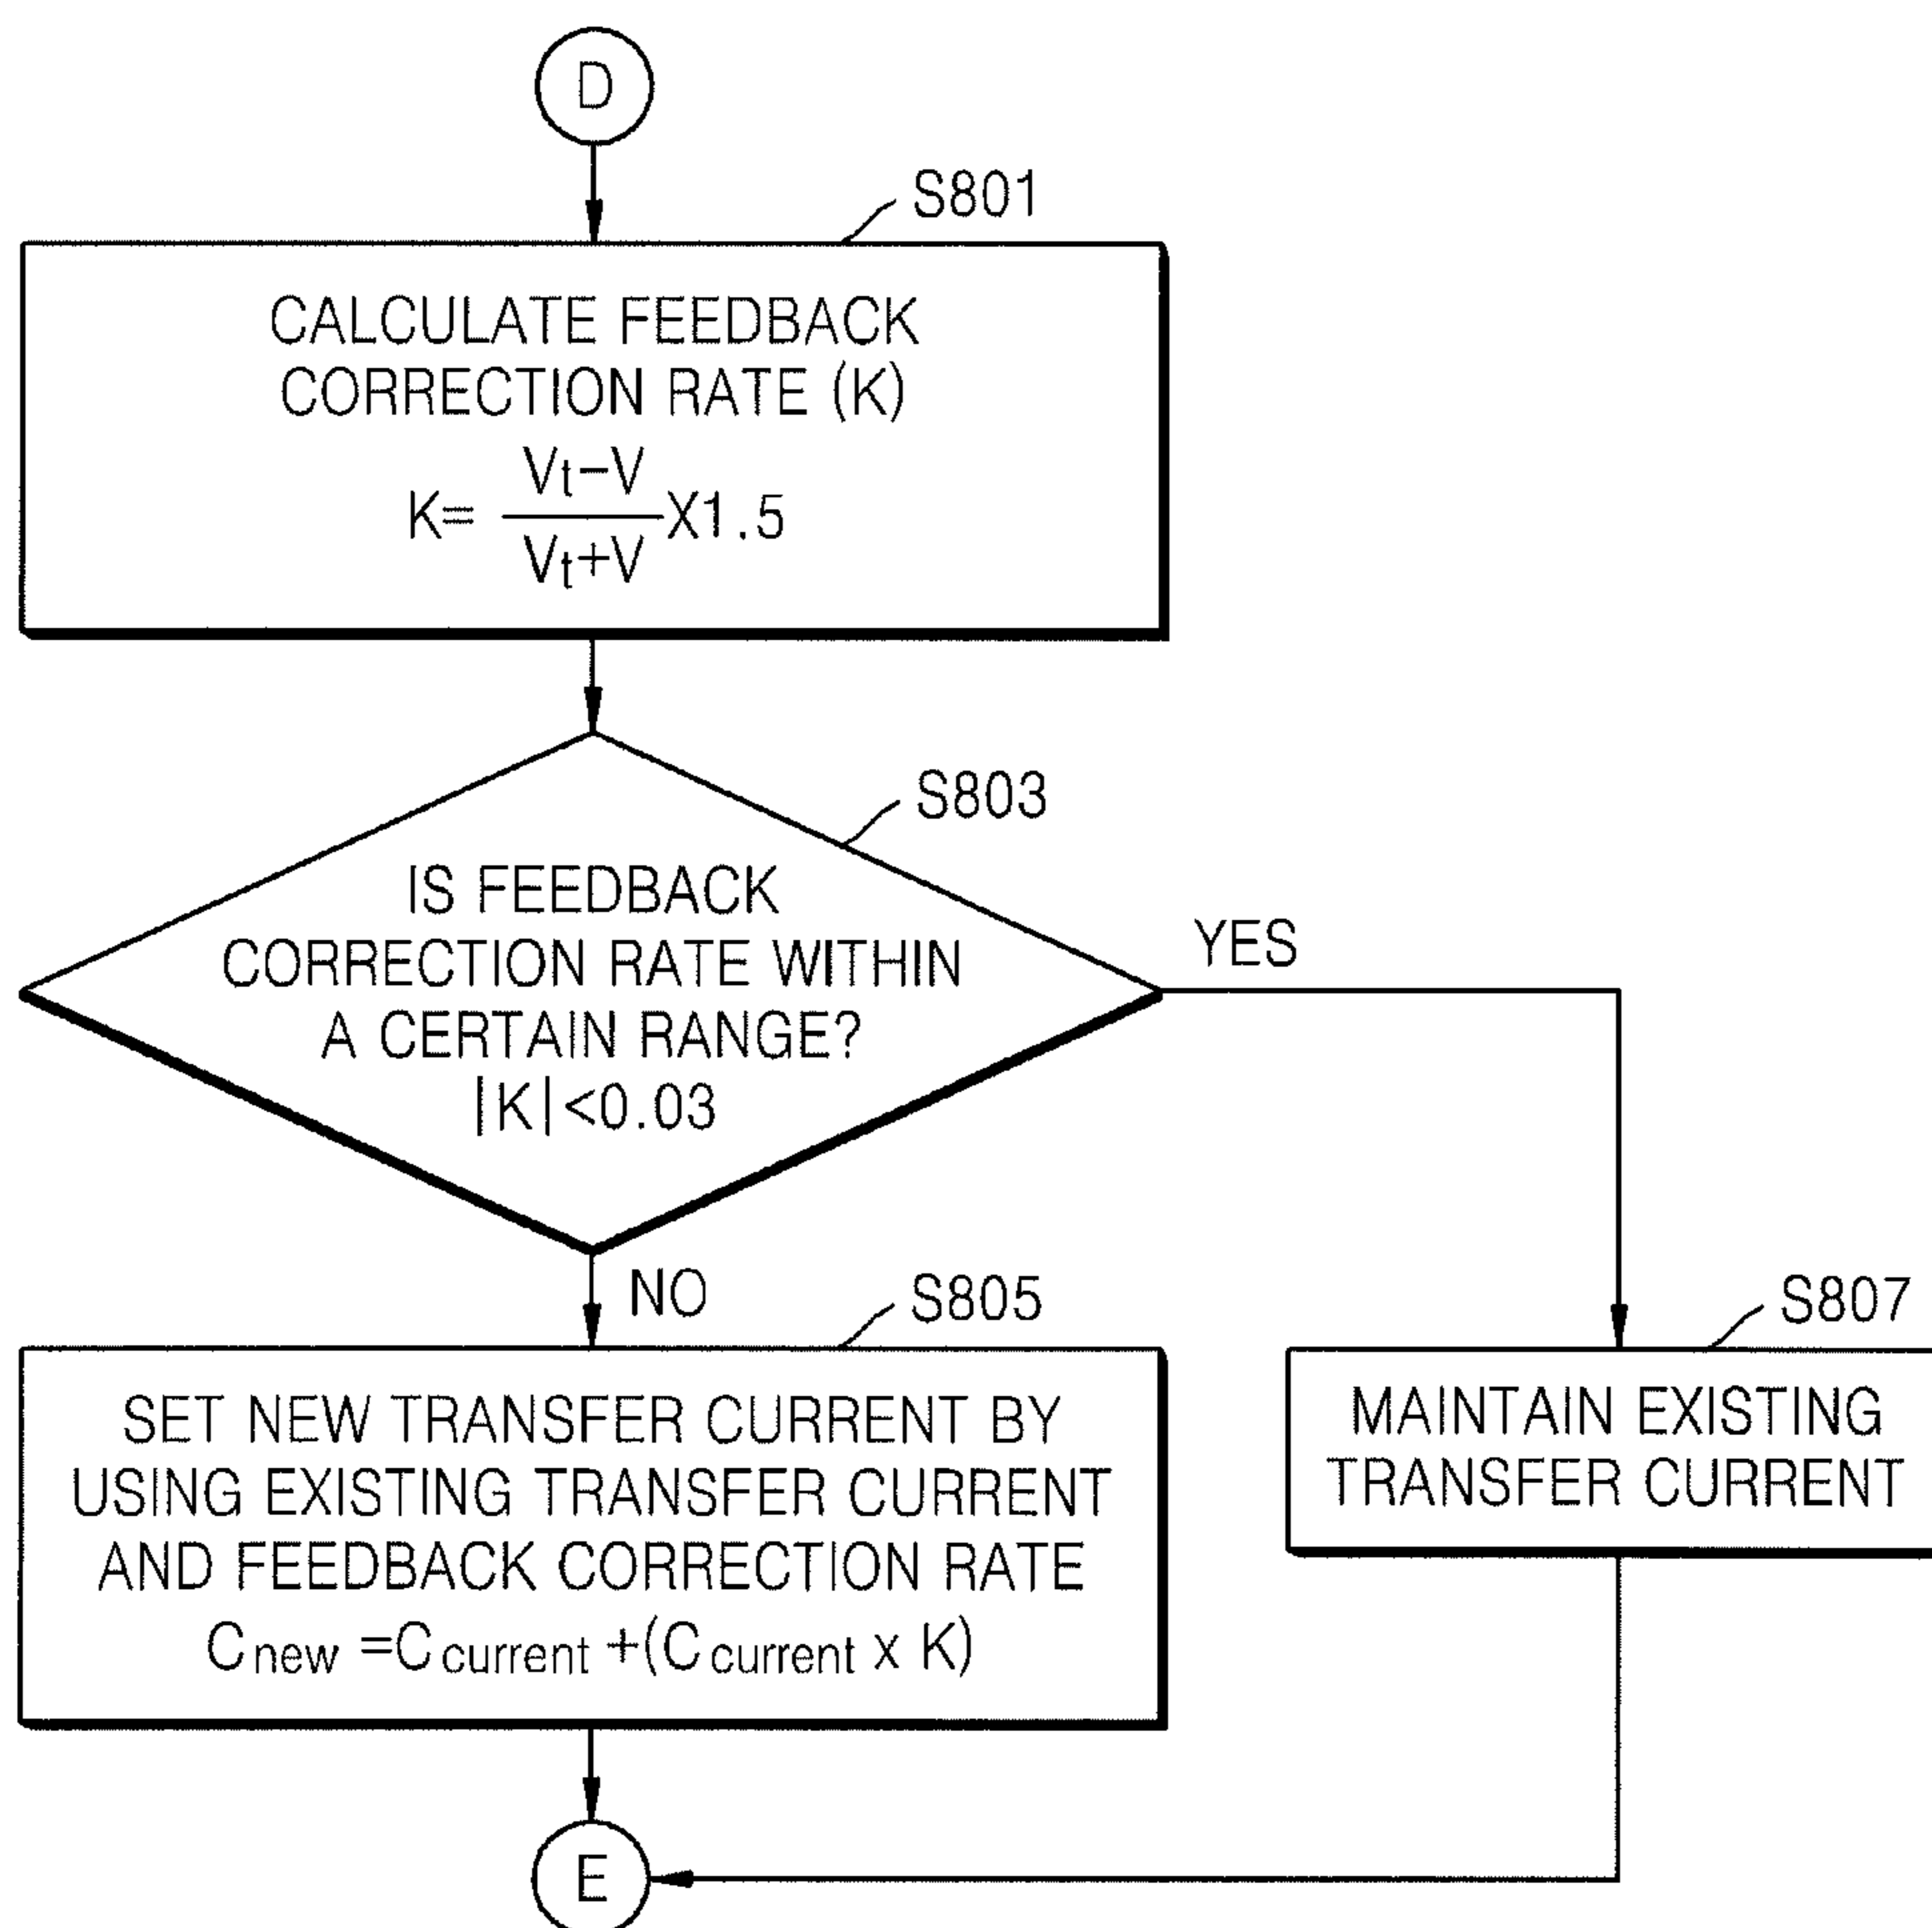 D
S801
CALCULATE FEEDBACK
CORRECTION RATE (K)
K= Vt-V / Vt+V X1.5
S803
IS FEEDBACK
CORRECTION RATE WITHIN
A CERTAIN RANGE?
|K|<0.03
YES
NO
S805
SET NEW TRANSFER CURRENT BY
USING EXISTING TRANSFER CURRENT
AND FEEDBACK CORRECTION RATE
Cnew =Ccurrent +(Ccurrent x K)
S807
MAINTAIN EXISTING
TRANSFER CURRENT
E